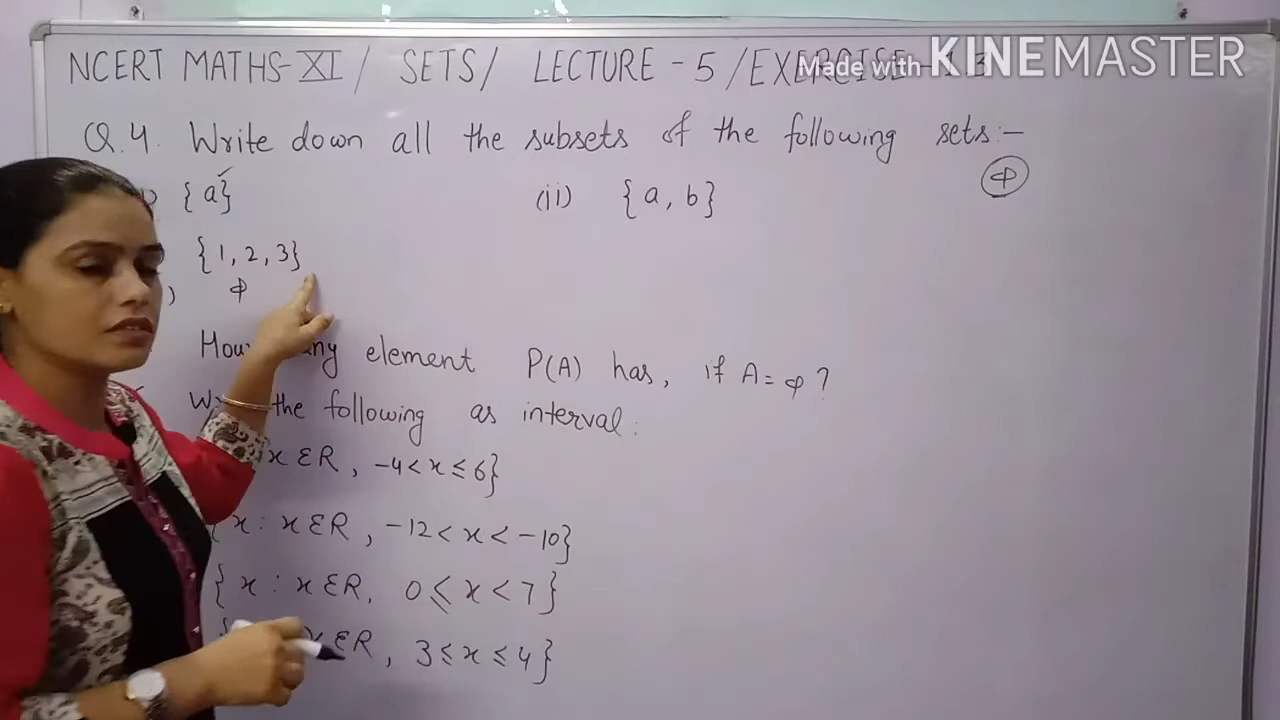 NCERT MATHS-XI / SETS / LECTURE - 5 / EXERCISE
Made with KINEMASTER
Q.4. Write down all the subsets of the following sets:-
{a} (ii) {a, b} ф
{1, 2, 3}
) ф
element P(A) has, if A = ф ?
the following as interval:
x ∈ R, -4 < x ≤ 6}
{ x : x ∈ R, -12 < x < -10}
{ x : x ∈ R, 0 ≤ x < 7 }
x ∈ R, 3 ≤ x ≤ 4 }